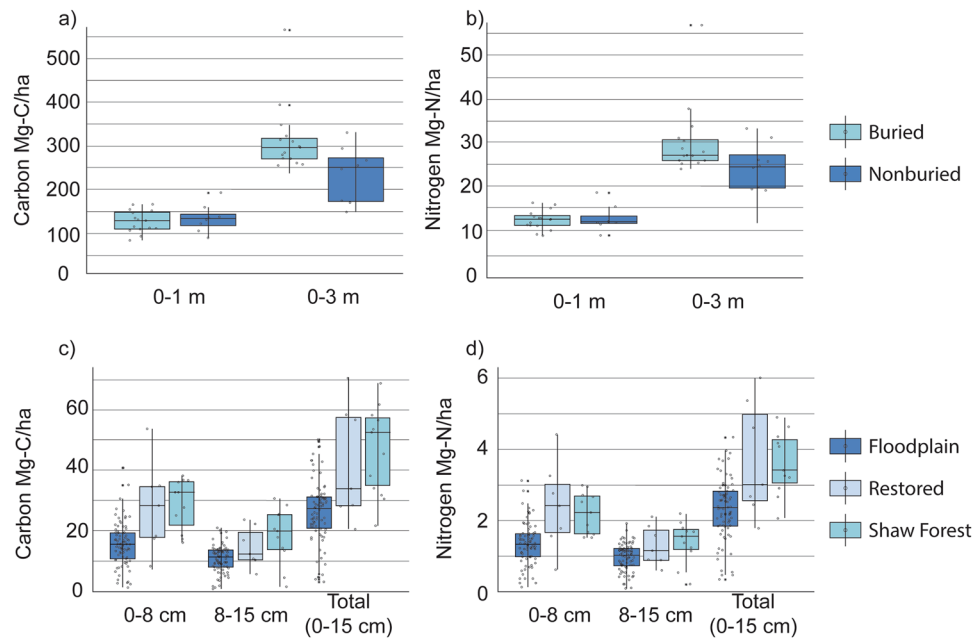 a)
Carbon Mg-C/ha
500
400
300
200
100
0
0-1 m
0-3 m
b)
Nitrogen Mg-N/ha
50
40
30
20
10
0
0-1 m
0-3 m
Buried
Nonburied
c)
Carbon Mg-C/ha
60
40
20
0
0-8 cm
8-15 cm
Total
(0-15 cm)
d)
Nitrogen Mg-N/ha
6
4
2
0
0-8 cm
8-15 cm
Total
(0-15 cm)
Floodplain
Restored
Shaw Forest